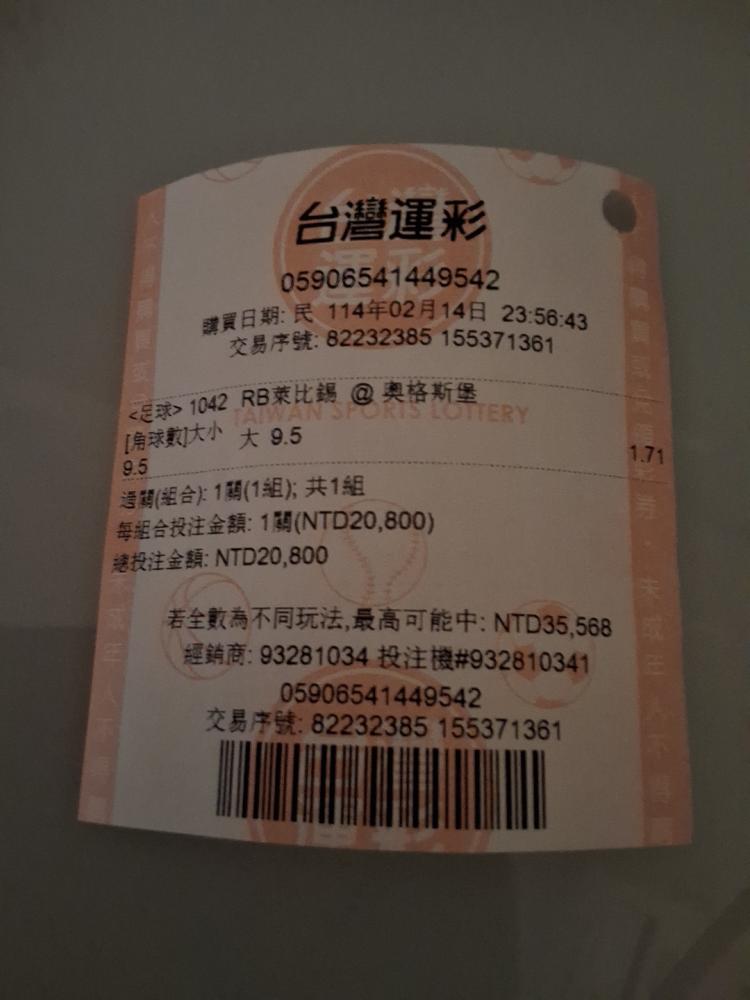 台灣運彩
05906541449542
購買日期: 民 114年02月14日 23:56:43
交易序號: 82232385 155371361
<足球> 1042 RB萊比錫 @ 奧格斯堡
TAIWAN SPORTS LOTTERY
[角球數]大小 大 9.5
9.5 1.71
過關(組合): 1關(1組); 共1組
每組合投注金額: 1關(NTD20,800)
總投注金額: NTD20,800
若全數為不同玩法,最高可能中: NTD35,568
經銷商: 93281034 投注機#932810341
05906541449542
交易序號: 82232385 155371361